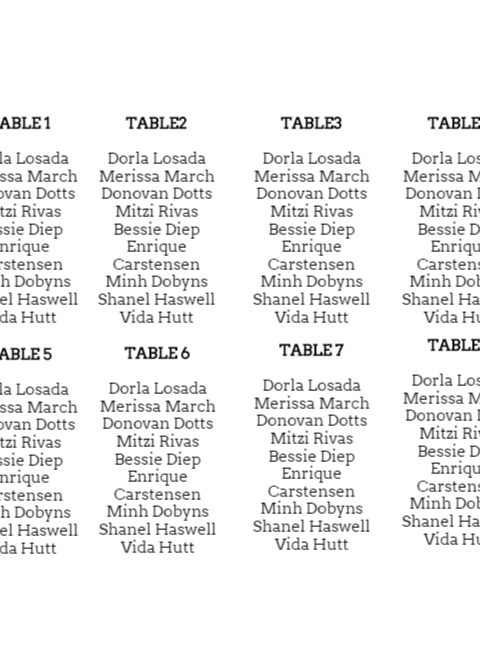 ABLE 1
la Losada
ssa March
ovan Dotts
tzi Rivas
ssie Diep
nrique
rstensen
h Dobyns
el Haswell
da Hutt
TABLE2
Dorla Losada
Merissa March
Donovan Dotts
Mitzi Rivas
Bessie Diep
Enrique
Carstensen
Minh Dobyns
Shanel Haswell
Vida Hutt
TABLE3
Dorla Losada
Merissa March
Donovan Dotts
Mitzi Rivas
Bessie Diep
Enrique
Carstensen
Minh Dobyns
Shanel Haswell
Vida Hutt
TABLE
Dorla Los
Merissa M
Donovan D
Mitzi Ri
Bessie D
Enriqu
Carstens
Minh Dob
Shanel Ha
Vida Hu
ABLE 5
la Losada
ssa March
ovan Dotts
tzi Rivas
ssie Diep
nrique
rstensen
h Dobyns
el Haswell
da Hutt
TABLE 6
Dorla Losada
Merissa March
Donovan Dotts
Mitzi Rivas
Bessie Diep
Enrique
Carstensen
Minh Dobyns
Shanel Haswell
Vida Hutt
TABLE 7
Dorla Losada
Merissa March
Donovan Dotts
Mitzi Rivas
Bessie Diep
Enrique
Carstensen
Minh Dobyns
Shanel Haswell
Vida Hutt
TABLE
Dorla Los
Merissa M
Donovan D
Mitzi Riv
Bessie D
Enriqu
Carstens
Minh Dob
Shanel Ha
Vida Hu